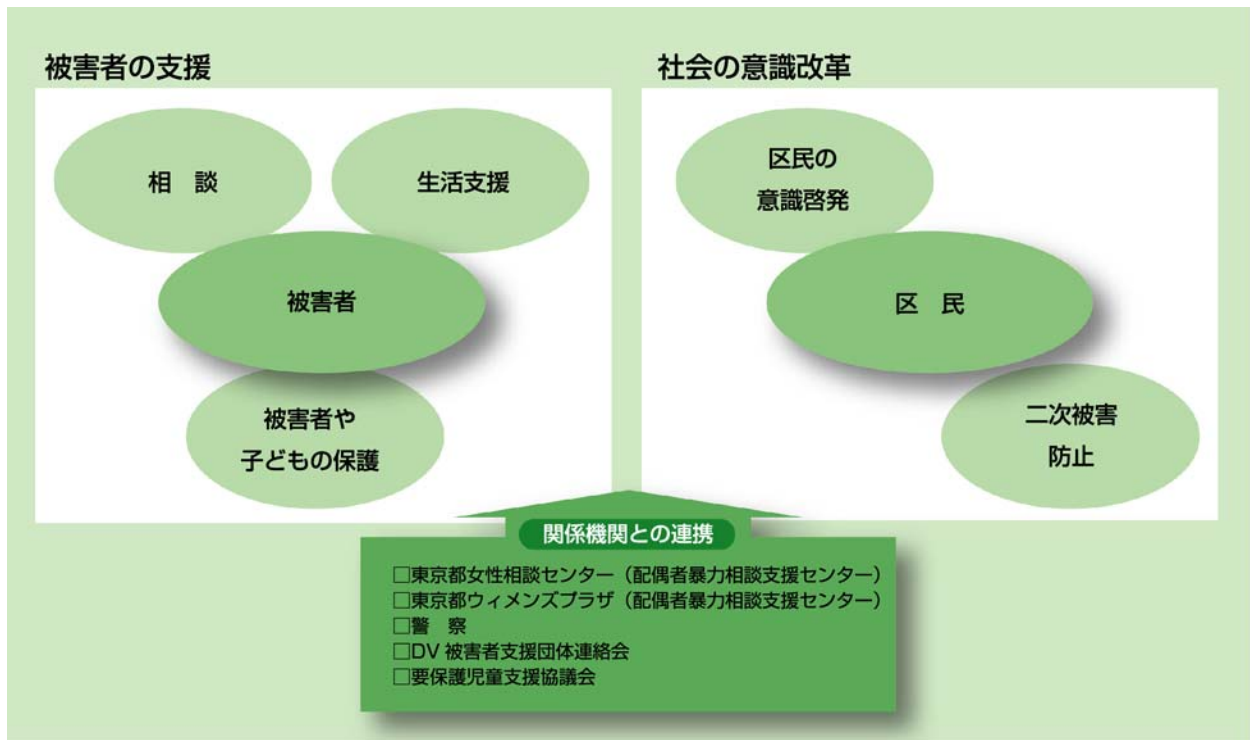 被害者の支援
相　談
生活支援
被害者
被害者や
子どもの保護
社会の意識改革
区民の
意識啓発
区　民
二次被害
防止
関係機関との連携
□東京都女性相談センター（配偶者暴力相談支援センター）
□東京都ウィメンズプラザ（配偶者暴力相談支援センター）
□警　察
□DV 被害者支援団体連絡会
□要保護児童支援協議会